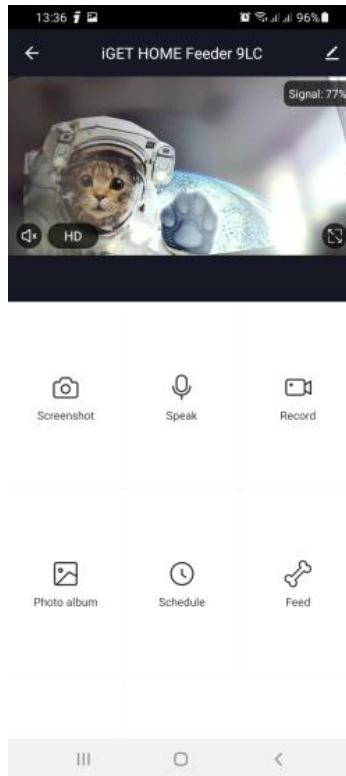 13:36
96%
iGET HOME Feeder 9LC
Signal: 77%
HD
Screenshot
Speak
Record
Photo album
Schedule
Feed